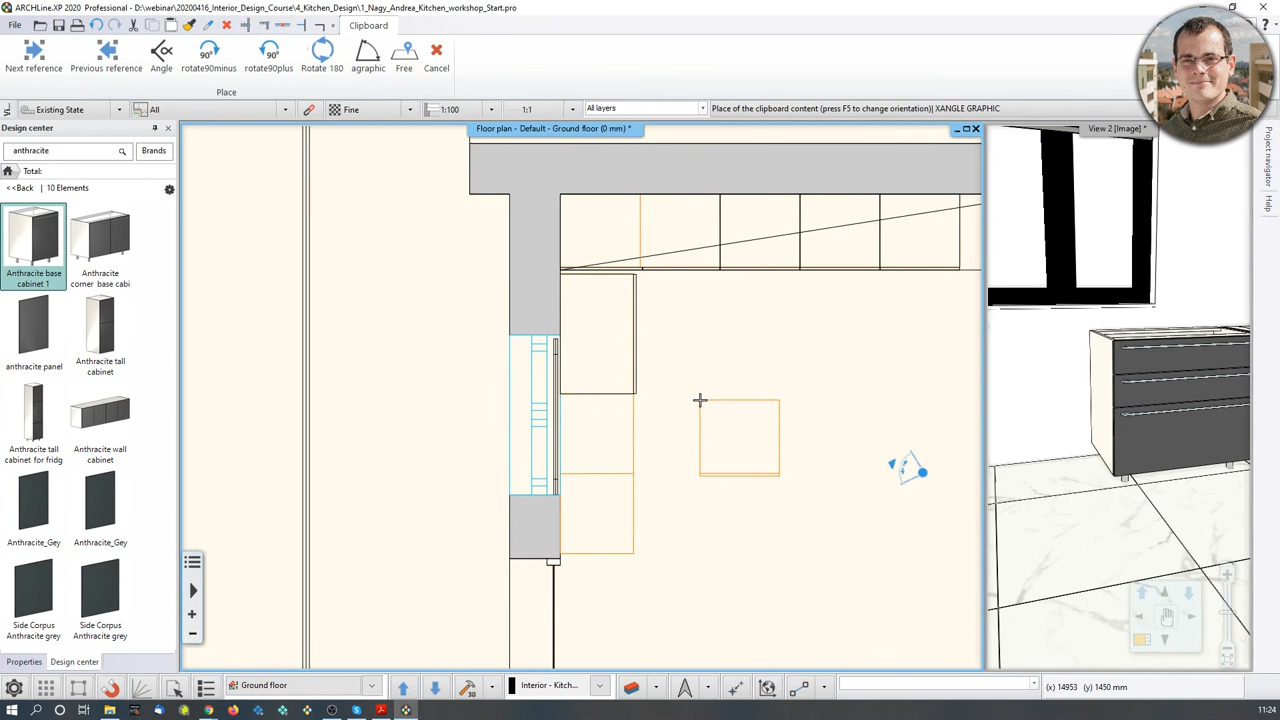 ARCHLine.XP 2020 Professional - D:\webinar\20200416_Interior_Design_Course\4_Kitchen_Design\1_Nagy_Andrea_Kitchen_workshop_Start.pro
File
Clipboard
Next reference
Previous reference
Angle
90°
rotate90minus
90°
rotate90plus
Rotate 180
agraphic
Free
Cancel
Place
Existing State
All
Fine
1:100
1:1
All layers
Place of the clipboard content (press F5 to change orientation)| XANGLE GRAPHIC
Design center
anthracite
Brands
Total:
<<Back | 10 Elements
Anthracite base cabinet 1
Anthracite corner base cabi
anthracite panel
Anthracite tall cabinet
Anthracite tall cabinet for fridg
Anthracite wall cabinet
Anthracite_Gey
Anthracite_Gey
Side Corpus Anthracite grey
Side Corpus Anthracite grey
Properties
Design center
Floor plan - Default - Ground floor (0 mm) *
View 2 [Image] *
Project navigator
Help
Ground floor
Interior - Kitch...
(x) 14953 (y) 1450 mm
11:24